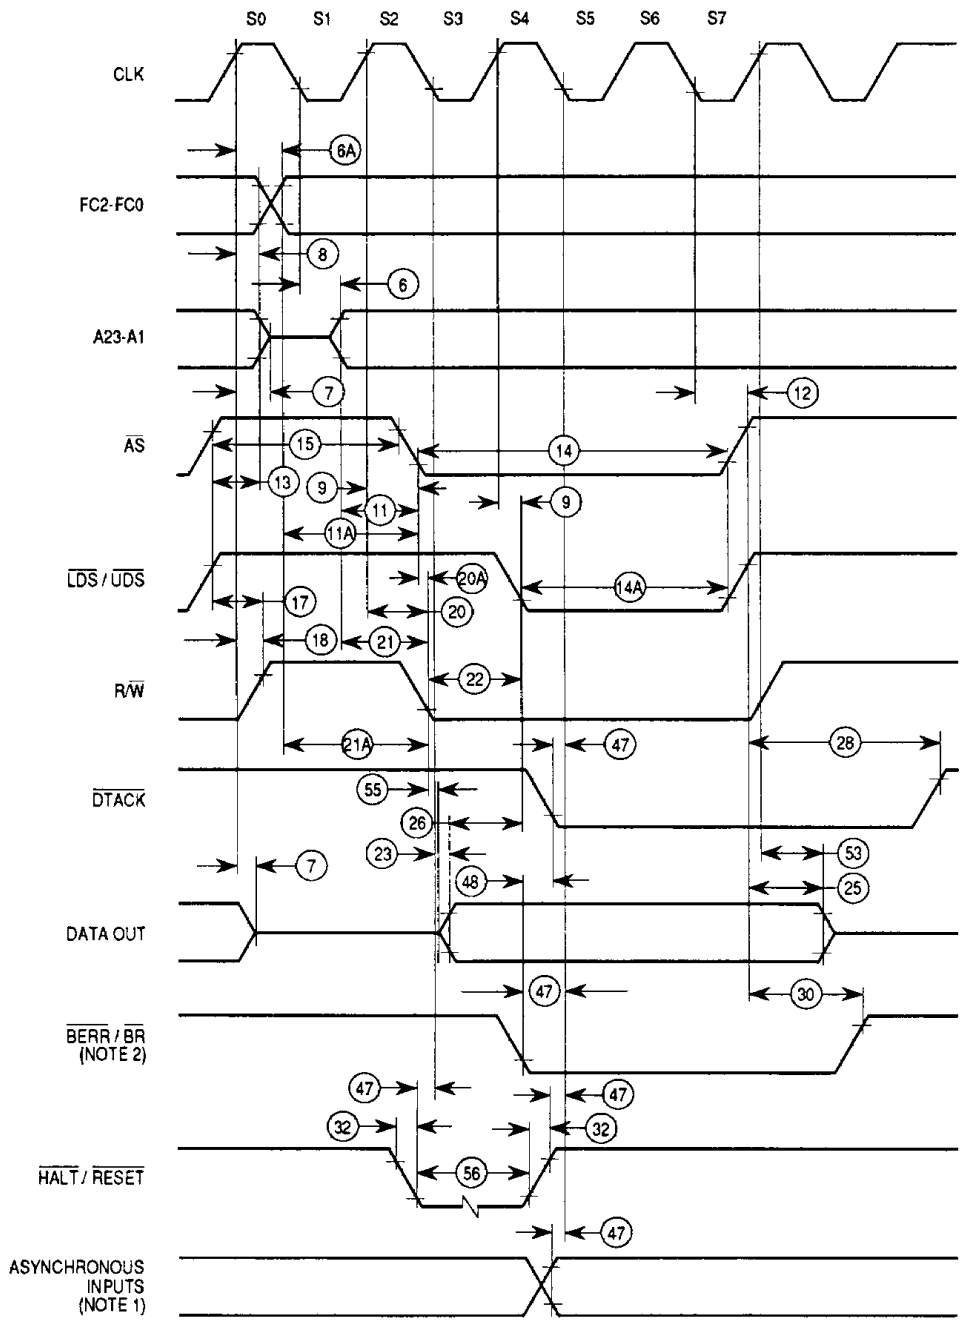 S0 S1 S2 S3 S4 S5 S6 S7
CLK
6A
FC2-FC0
8
6
A23-A1
7 12
AS 15 14
13 9 9
11
11A
LDS / UDS 20A 14A
17 20
18 21
R/W 22
21A 47 28
55
DTACK
26
23 53
7 48 25
DATA OUT
47 30
BERR / BR
(NOTE 2)
47 47
32 32
HALT / RESET 56
47
ASYNCHRONOUS
INPUTS
(NOTE 1)